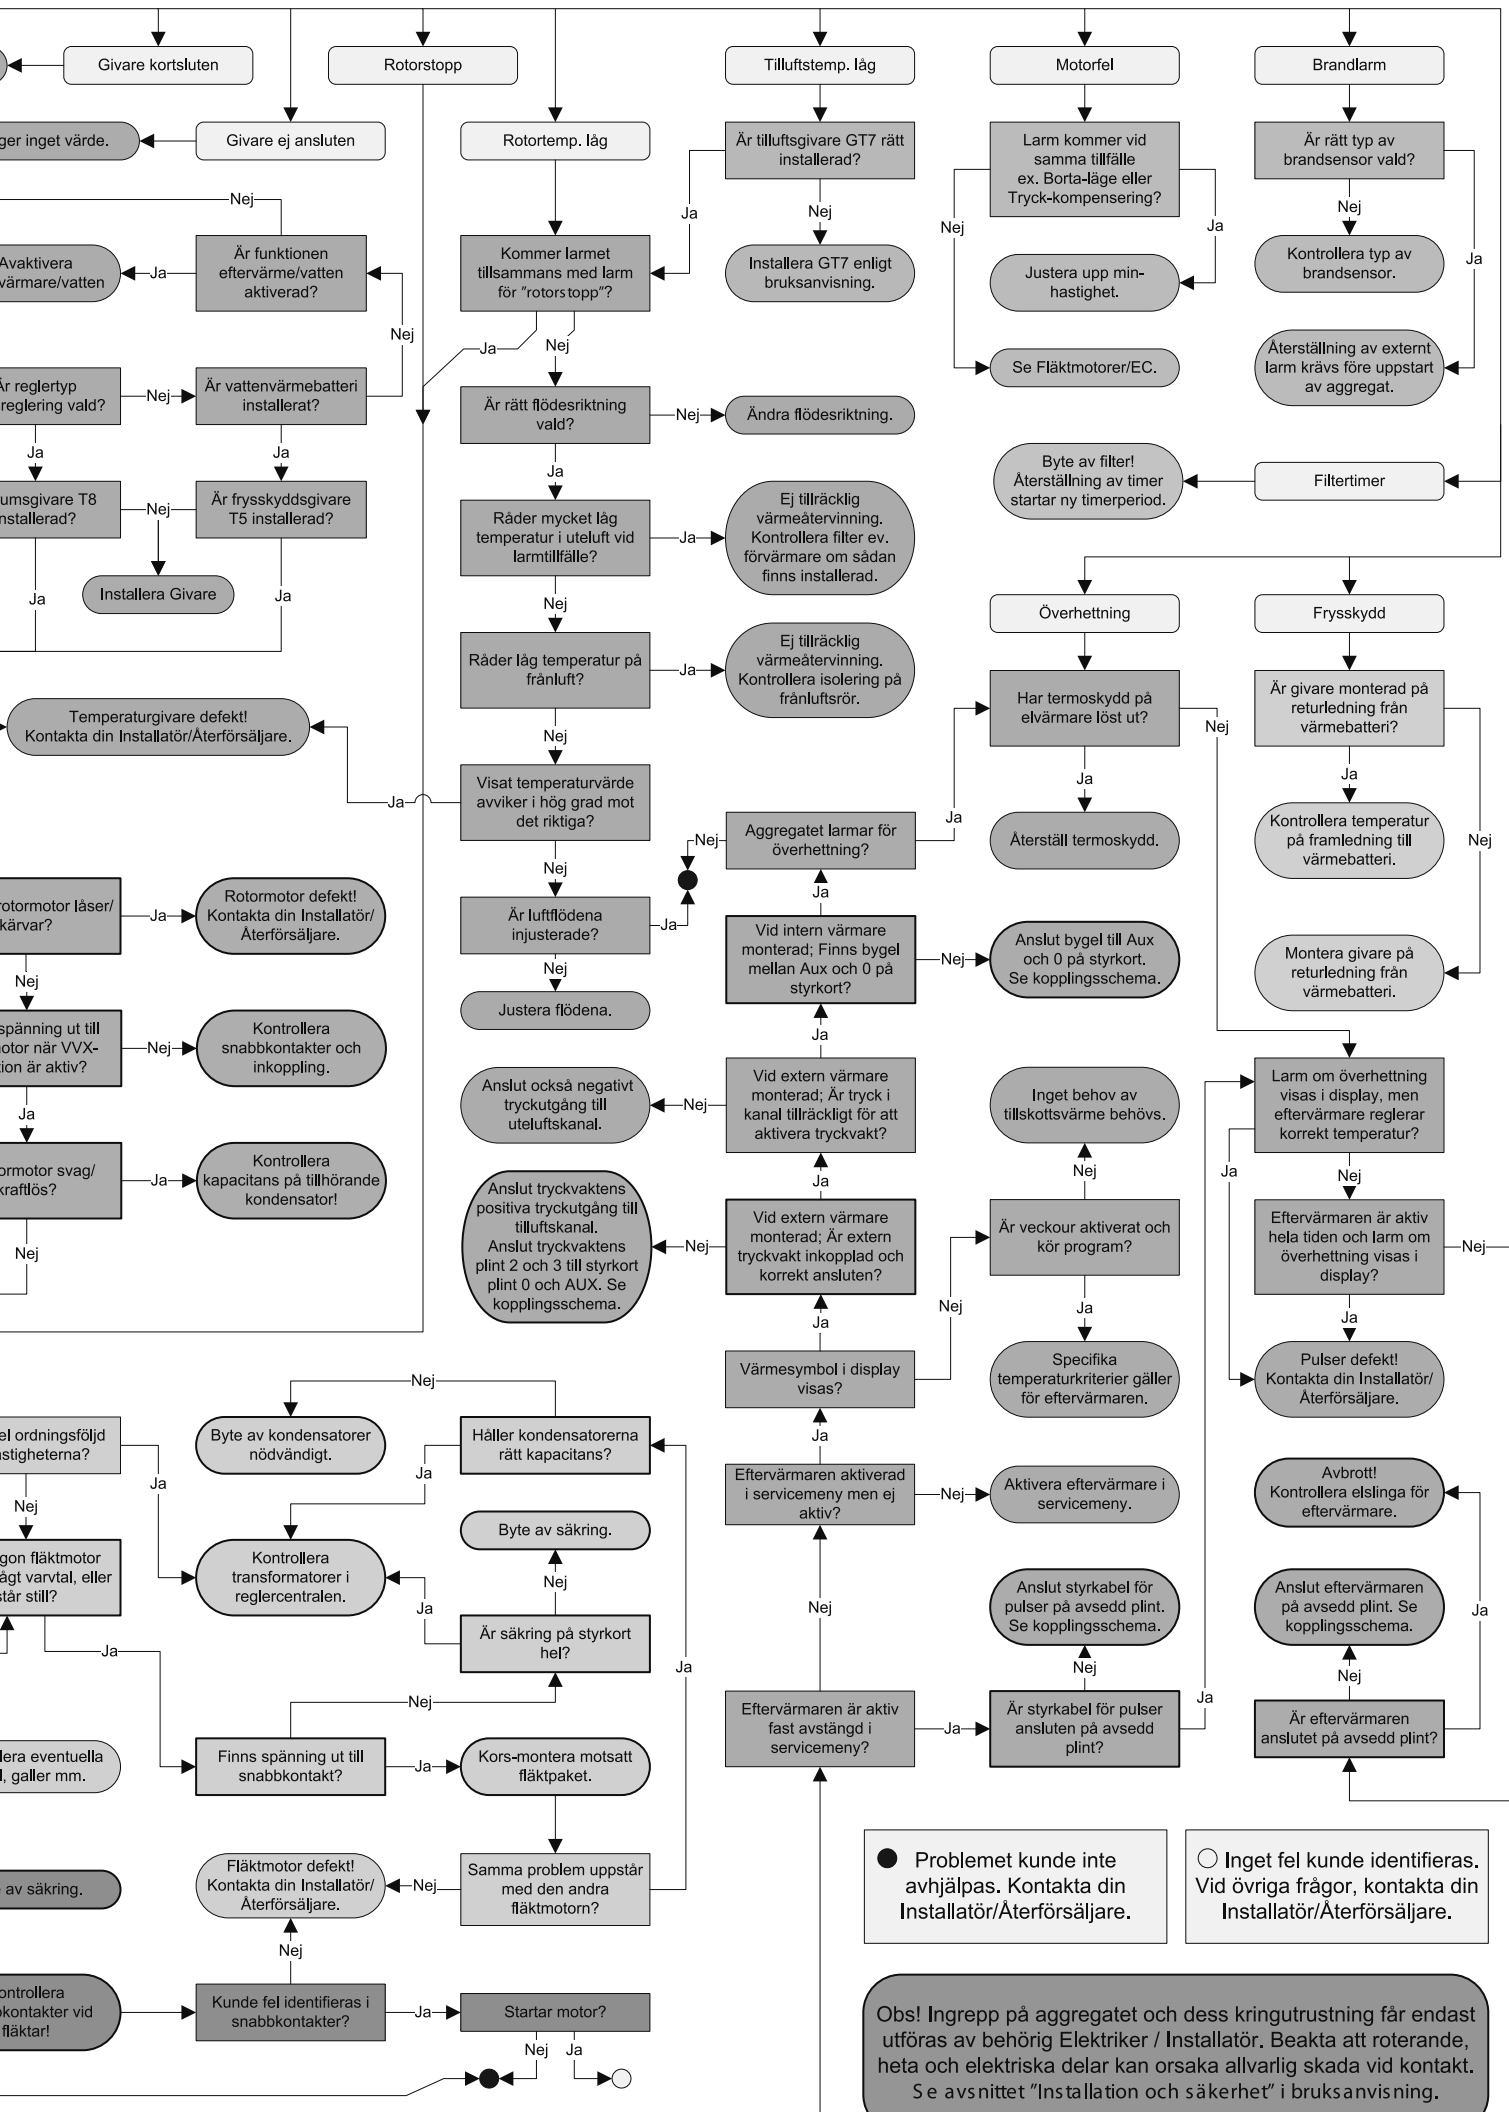 Givare kortsluten
Rotorstopp
Tilluftstemp. låg
Motorfel
Brandlarm
ger inget värde.
Givare ej ansluten
Rotortemp. låg
Är tilluftsgivare GT7 rätt
installerad?
Larm kommer vid
samma tillfälle
ex. Borta-läge eller
Tryck-kompensering?
Är rätt typ av
brandsensor vald?
Nej
Ja
Nej
Nej
Ja
Nej
Ja
Avaktivera
värmare/vatten
Ja
Är funktionen
eftervärme/vatten
aktiverad?
Kommer larmet
tillsammans med larm
för "rotorstopp"?
Installera GT7 enligt
bruksanvisning.
Justera upp min-
hastighet.
Kontrollera typ av
brandsensor.
Nej
Ja
Nej
Är reglertyp
reglering vald?
Nej
Är vattenvärmebatteri
installerat?
Är rätt flödesriktning
vald?
Nej
Ändra flödesriktning.
Se Fläktmotorer/EC.
Återställning av externt
larm krävs före uppstart
av aggregat.
Ja
Ja
Ja
Byte av filter!
Återställning av timer
startar ny timerperiod.
Filtertimer
umsgivare T8
nstallerad?
Nej
Är frysskyddsgivare
T5 installerad?
Råder mycket låg
temperatur i uteluft vid
larmtillfälle?
Ja
Ej tillräcklig
värmeåtervinning.
Kontrollera filter ev.
förvärmare om sådan
finns installerad.
Ja
Installera Givare
Ja
Nej
Överhettning
Frysskydd
Råder låg temperatur på
frånluft?
Ja
Ej tillräcklig
värmeåtervinning.
Kontrollera isolering på
frånluftsrör.
Har termoskydd på
elvärmare löst ut?
Är givare monterad på
returledning från
värmebatteri?
Temperaturgivare defekt!
Kontakta din Installatör/Återförsäljare.
Nej
Nej
Ja
Ja
Visat temperaturvärde
avviker i hög grad mot
det riktiga?
Ja
Aggregatet larmar för
överhettning?
Nej
Ja
Återställ termoskydd.
Kontrollera temperatur
på framledning till
värmebatteri.
Nej
Nej
rotormotor låser/
kärvar?
Ja
Rotormotor defekt!
Kontakta din Installatör/
Återförsäljare.
Är luftflödena
injusterade?
Ja
Ja
Vid intern värmare
monterad; Finns bygel
mellan Aux och 0 på
styrkort?
Nej
Anslut bygel till Aux
och 0 på styrkort.
Se kopplingsschema.
Montera givare på
returledning från
värmebatteri.
Nej
Nej
Justera flödena.
Ja
spänning ut till
otor när VVX-
tion är aktiv?
Nej
Kontrollera
snabbkontakter och
inkoppling.
Anslut också negativt
tryckutgång till
uteluftskanal.
Nej
Vid extern värmare
monterad; Är tryck i
kanal tillräckligt för att
aktivera tryckvakt?
Inget behov av
tillskottsvärme behövs.
Larm om överhettning
visas i display, men
eftervärmare reglerar
korrekt temperatur?
Ja
Ja
Nej
Ja
Nej
ormotor svag/
kraftlös?
Ja
Kontrollera
kapacitans på tillhörande
kondensator!
Anslut tryckvaktens
positiva tryckutgång till
tilluftskanal.
Anslut tryckvaktens
plint 2 och 3 till styrkort
plint 0 och AUX. Se
kopplingsschema.
Nej
Vid extern värmare
monterad; Är extern
tryckvakt inkopplad och
korrekt ansluten?
Är veckour aktiverat och
kör program?
Eftervärmaren är aktiv
hela tiden och larm om
överhettning visas i
display?
Nej
Nej
Ja
Nej
Ja
Ja
Värmesymbol i display
visas?
Specifika
temperaturkriterier gäller
för eftervärmaren.
Pulser defekt!
Kontakta din Installatör/
Återförsäljare.
Nej
el ordningsföljd
astigheterna?
Byte av kondensatorer
nödvändigt.
Håller kondensatorerna
rätt kapacitans?
Ja
Ja
Ja
Nej
Eftervärmaren aktiverad
i servicemeny men ej
aktiv?
Nej
Aktivera eftervärmare i
servicemeny.
Avbrott!
Kontrollera elslinga för
eftervärmare.
Byte av säkring.
gon fläktmotor
ågt varvtal, eller
står still?
Kontrollera
transformatorer i
reglercentralen.
Nej
Ja
Nej
Anslut styrkabel för
pulser på avsedd plint.
Se kopplingsschema.
Anslut eftervärmaren
på avsedd plint. Se
kopplingsschema.
Ja
Är säkring på styrkort
hel?
Ja
Ja
Nej
Nej
Nej
Eftervärmaren är aktiv
fast avstängd i
servicemeny?
Ja
Är styrkabel för pulser
ansluten på avsedd
plint?
Ja
Är eftervärmaren
anslutet på avsedd plint?
lera eventuella
l, galler mm.
Finns spänning ut till
snabbkontakt?
Ja
Kors-montera motsatt
fläktpaket.
Fläktmotor defekt!
Kontakta din Installatör/
Återförsäljare.
Nej
Samma problem uppstår
med den andra
fläktmotorn?
Problemet kunde inte
avhjälpas. Kontakta din
Installatör/Återförsäljare.
Inget fel kunde identifieras.
Vid övriga frågor, kontakta din
Installatör/Återförsäljare.
av säkring.
Nej
ontrollera
bkontakter vid
fläktar!
Kunde fel identifieras i
snabbkontakter?
Ja
Startar motor?
Nej
Ja
Obs! Ingrepp på aggregatet och dess kringutrustning får endast
utföras av behörig Elektriker / Installatör. Beakta att roterande,
heta och elektriska delar kan orsaka allvarlig skada vid kontakt.
Se avsnittet "Installation och säkerhet" i bruksanvisning.